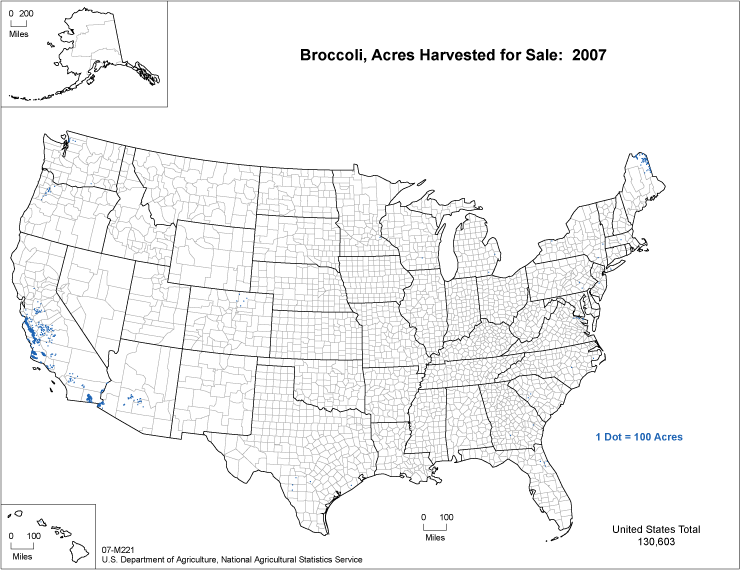 0 200
Miles
Broccoli, Acres Harvested for Sale: 2007
1 Dot = 100 Acres
0 100
Miles
0 100
Miles
United States Total
130,603
07-M221
U.S. Department of Agriculture, National Agricultural Statistics Service